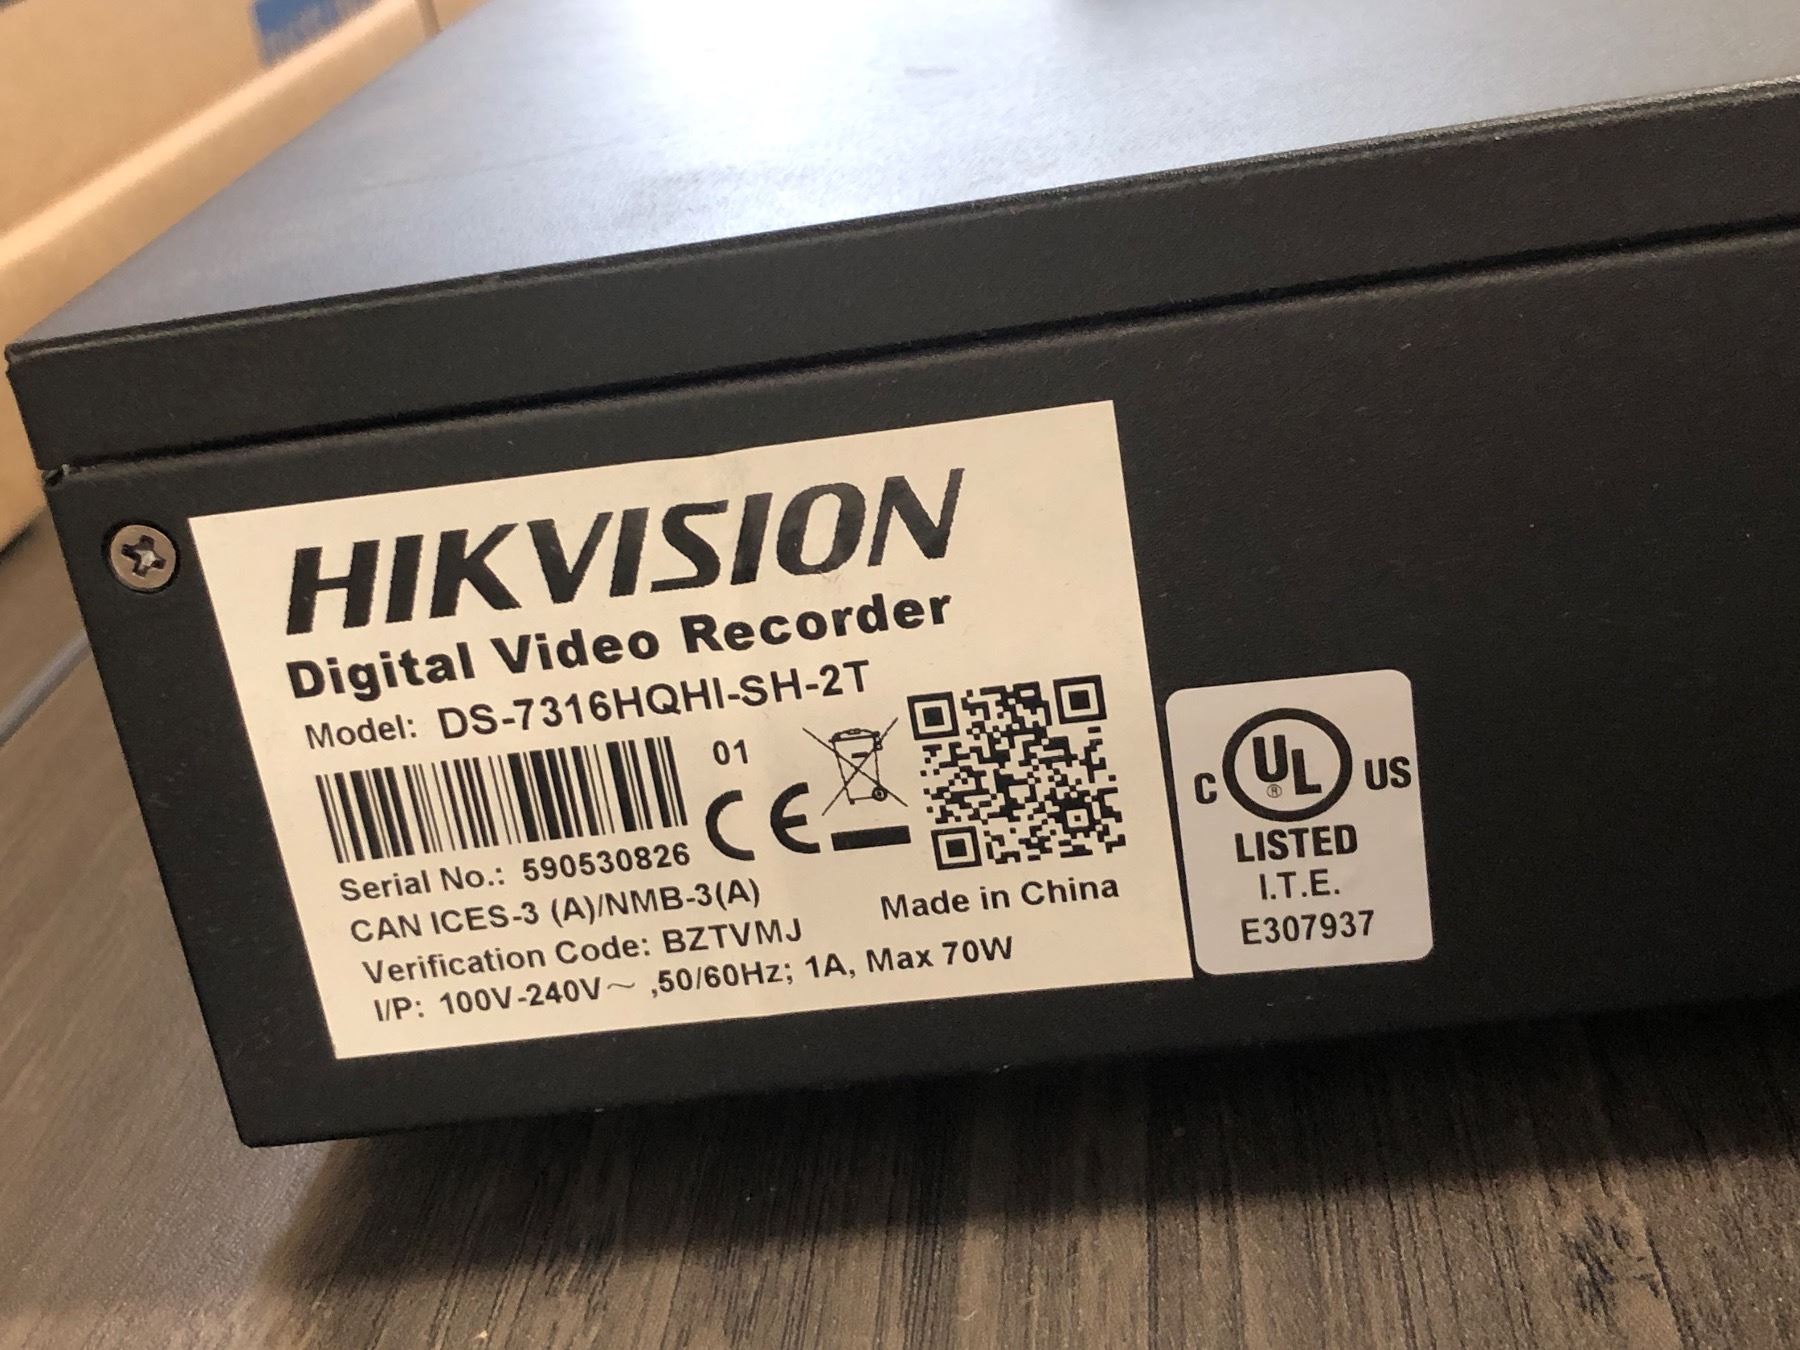 HIKVISION
Digital Video Recorder
Model: DS-7316HQHI-SH-2T
01
CE
Serial No.: 590530826
CAN ICES-3 (A)/NMB-3(A)
Made in China
Verification Code: BZTVMJ
I/P: 100V-240V～ ,50/60Hz; 1A, Max 70W
C UL ® US
LISTED
I.T.E.
E307937